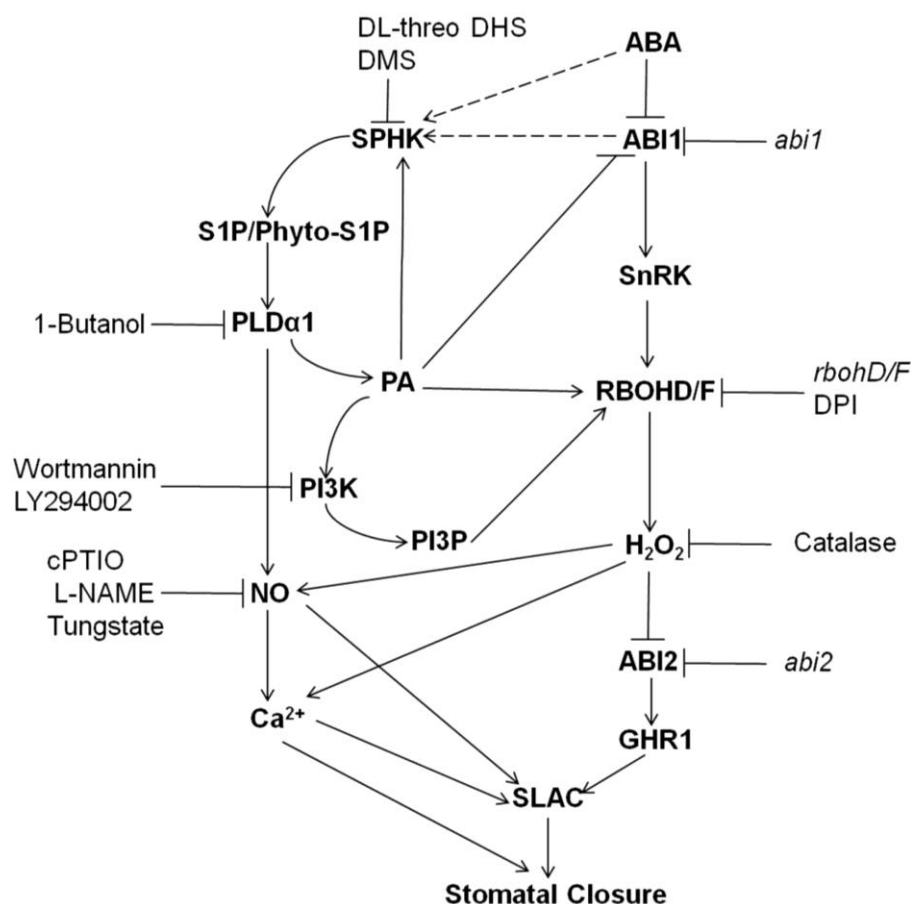 DL-threo DHS
DMS
ABA
SPHK
ABI1
abi1
S1P/Phyto-S1P
SnRK
1-Butanol
PLDα1
PA
RBOHD/F
rbohD/F
DPI
Wortmannin
LY294002
PI3K
PI3P
H₂O₂
Catalase
cPTIO
L-NAME
Tungstate
NO
ABI2
abi2
Ca²⁺
GHR1
SLAC
Stomatal Closure